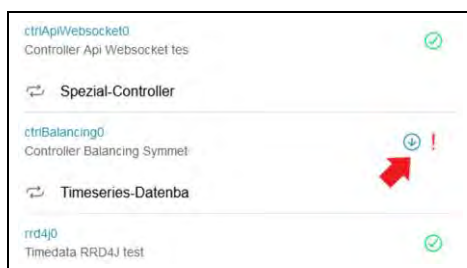 ctrlApiWebsocket0
Controller Api Websocket tes
Spezial-Controller
ctrlBalancing0
Controller Balancing Symmet
!
Timeseries-Datenba
rrd4j0
Timedata RRD4J test